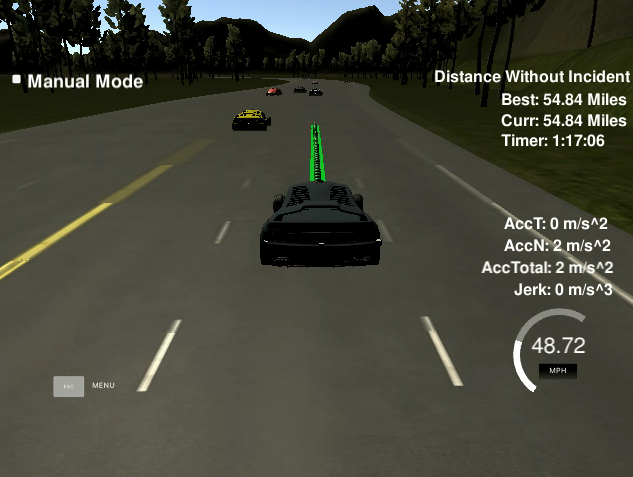 Manual Mode
Distance Without Incident
Best: 54.84 Miles
Curr: 54.84 Miles
Timer: 1:17:06
AccT: 0 m/s^2
AccN: 2 m/s^2
AccTotal: 2 m/s^2
Jerk: 0 m/s^3
48.72
MPH
ESC MENU